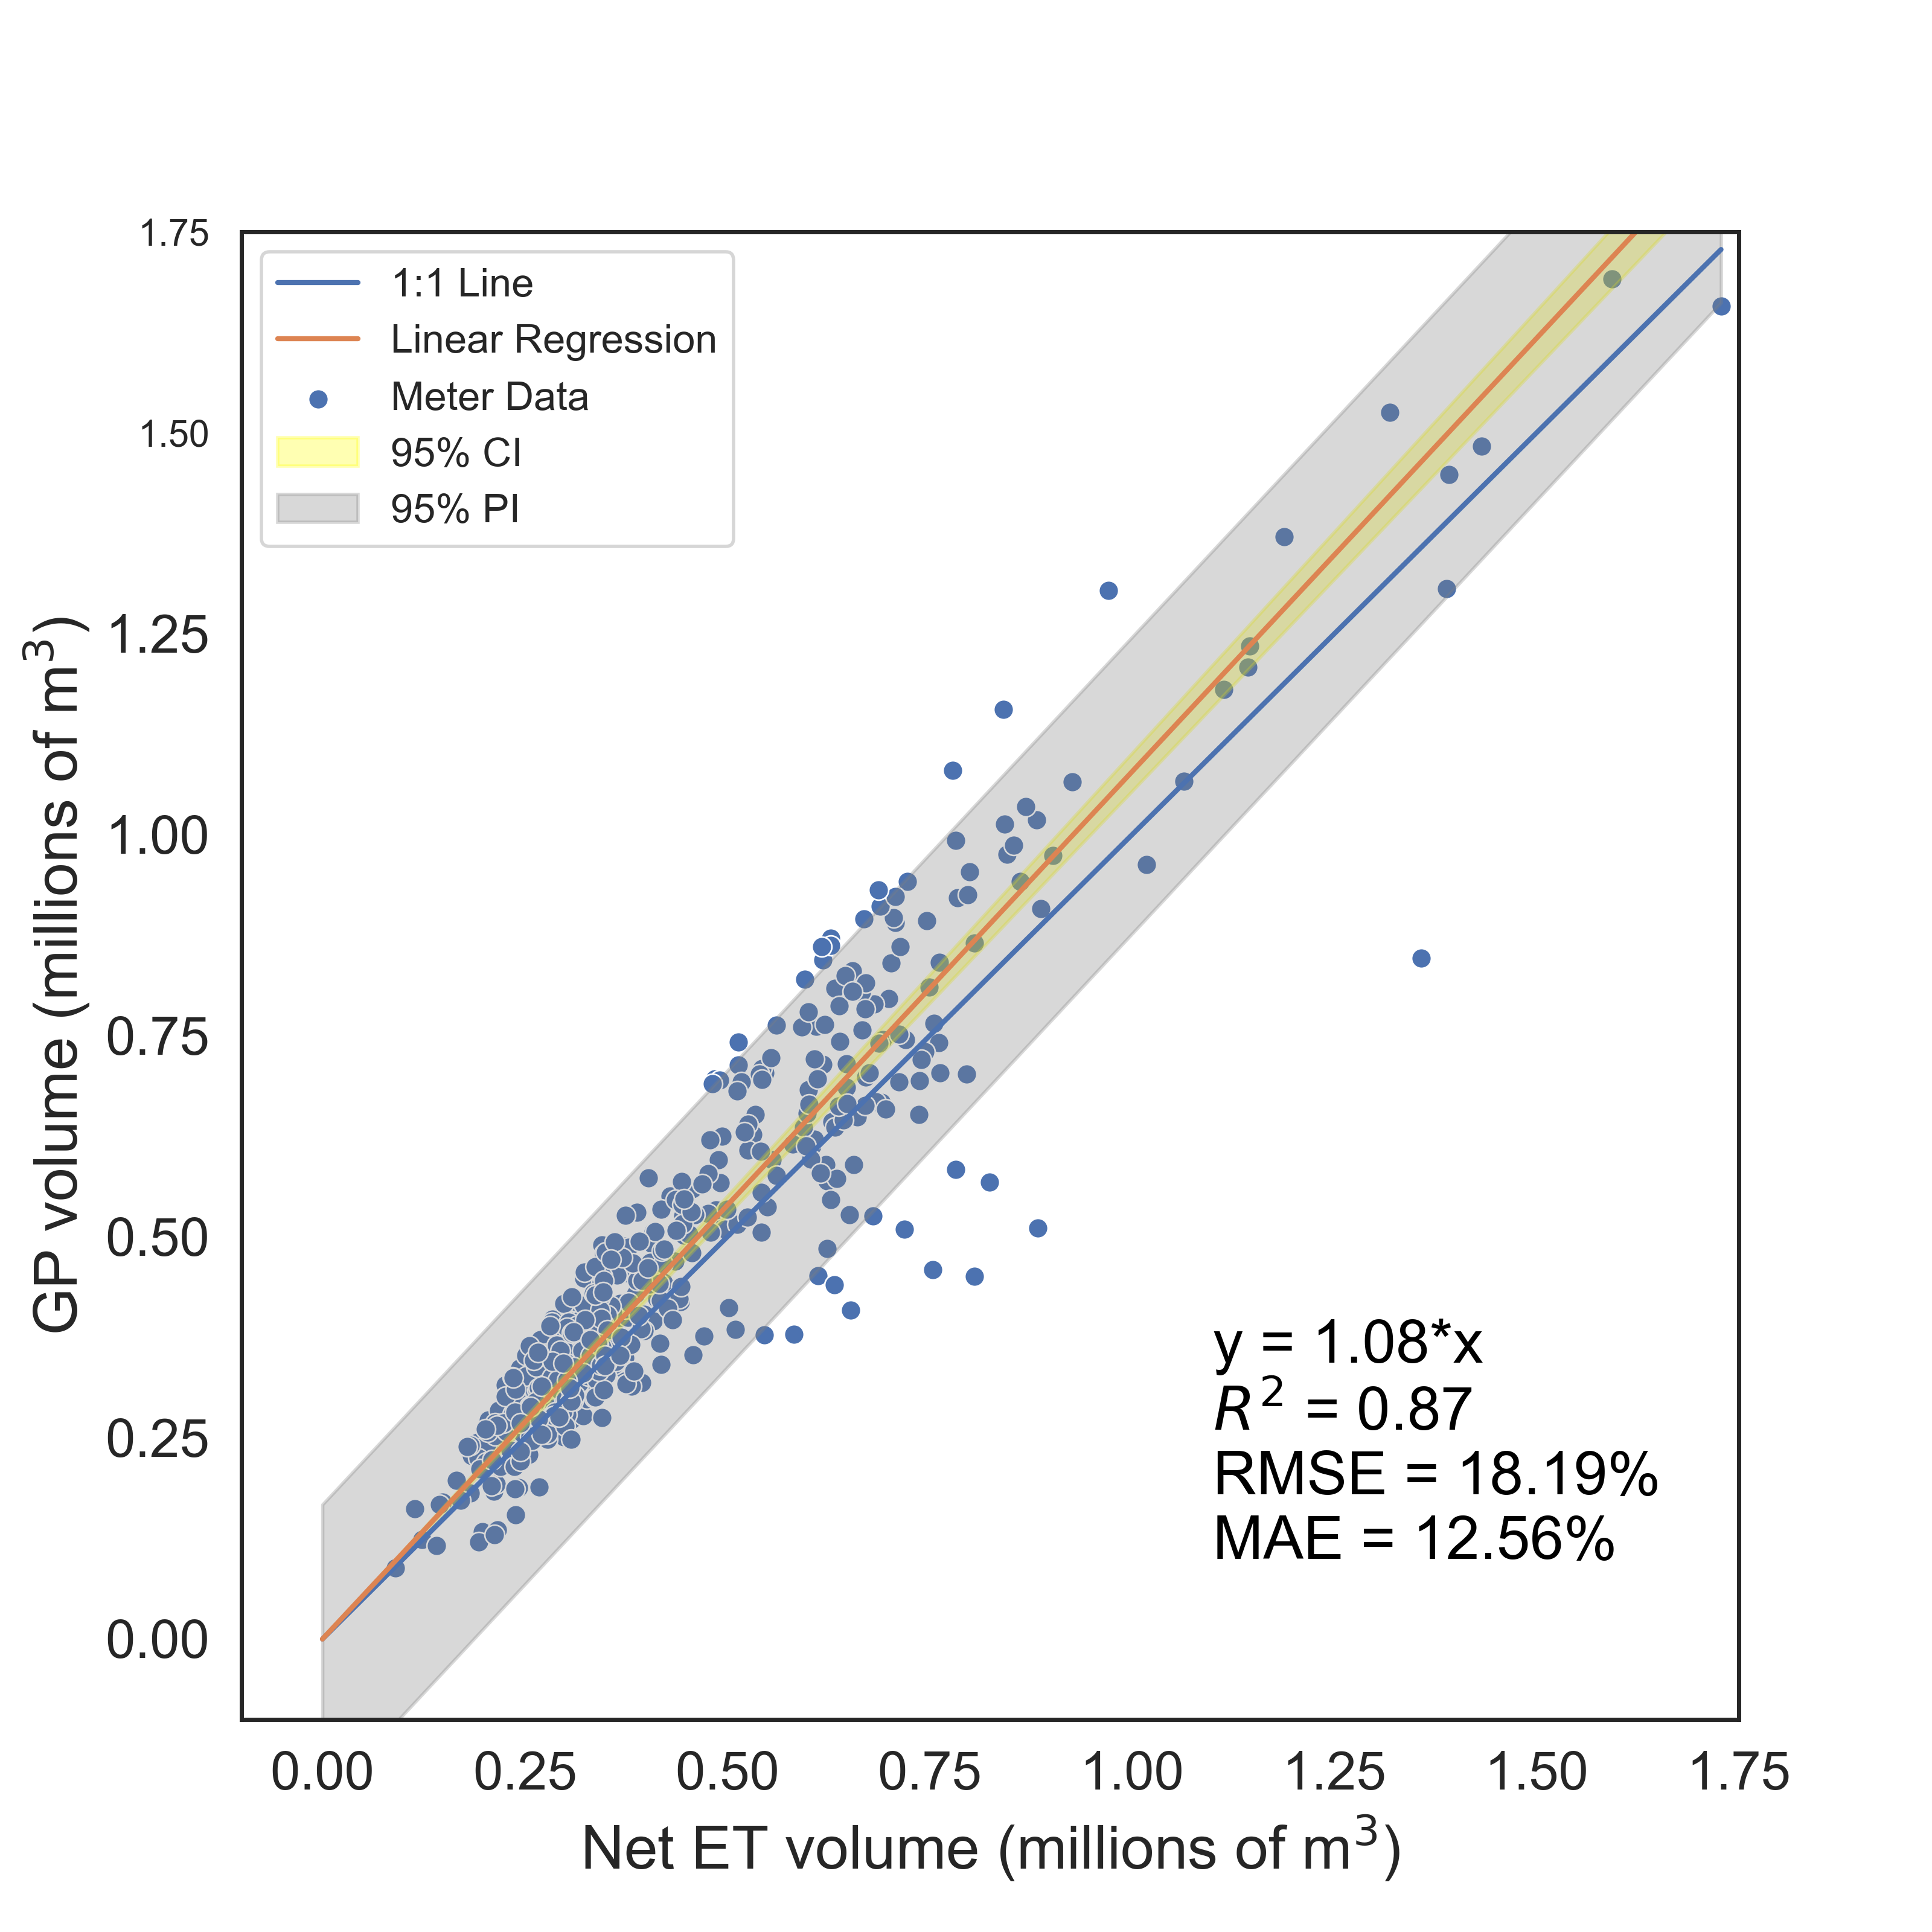 1.75
1.50
1.25
1.00
0.75
0.50
0.25
0.00
GP volume (millions of m³)
1:1 Line
Linear Regression
Meter Data
95% CI
95% PI
y = 1.08*x
R² = 0.87
RMSE = 18.19%
MAE = 12.56%
0.00 0.25 0.50 0.75 1.00 1.25 1.50 1.75
Net ET volume (millions of m³)